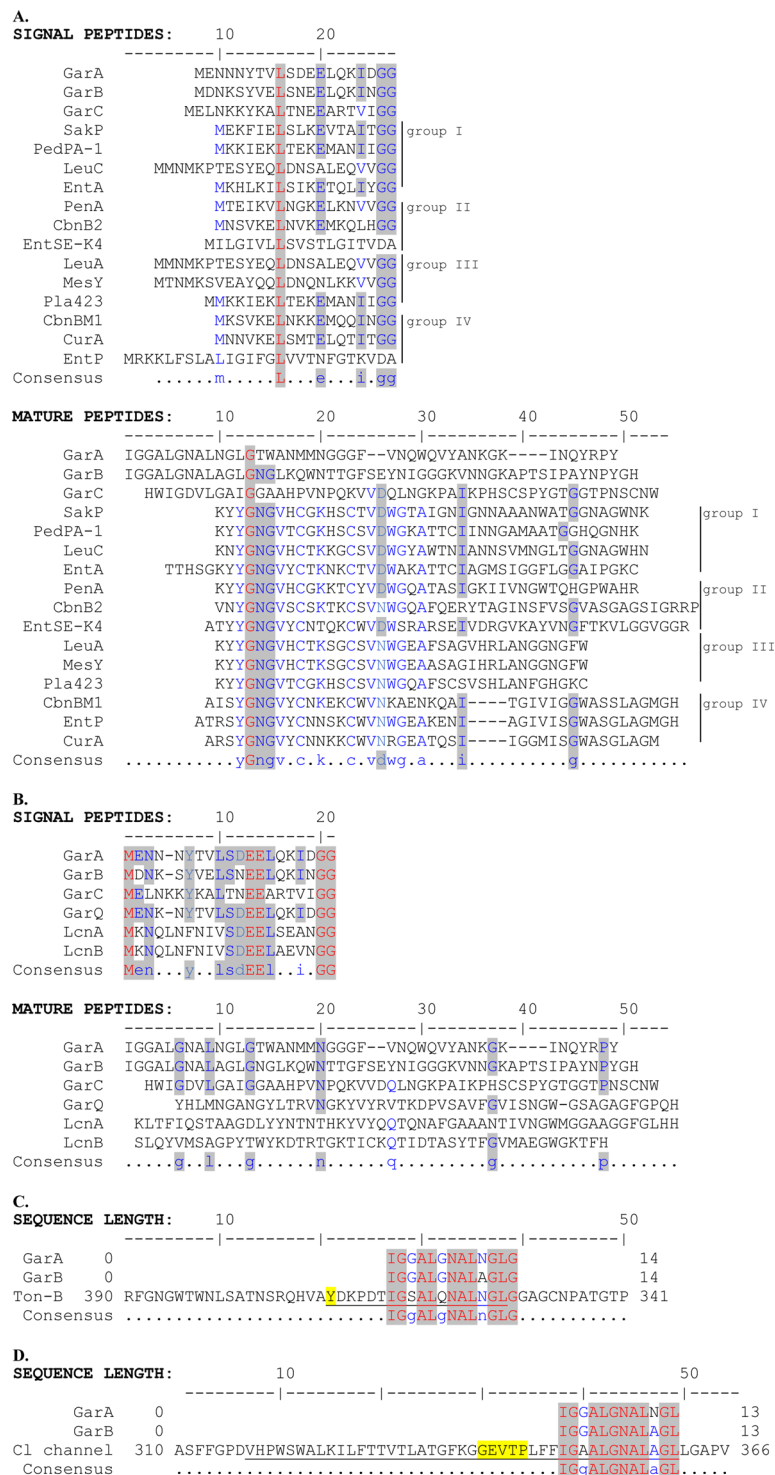 A.
SIGNAL PEPTIDES: 10 20
---------|---------|-------
GarA MENNNYTVLSDEELQKIDGG
GarB MDNKSYVELSNEELQKINGG
GarC MELNKKYKALTNEEARTVIGG
SakP MEKFIELSLKEVTAITGG group I
PedPA-1 MKKIEKLTEKEMANIIGG
LeuC MMNMKPTESYEQLDNSALEQVVGG
EntA MKHLKILSIKETQLIYGG
PenA MTEIKVLNGKELKNVVGG group II
CbnB2 MNSVKELNVKEMKQLHGG
EntSE-K4 MILGIVLLSVSTLGITVDA
LeuA MMNMKPTESYEQLDNSALEQVVGG group III
MesY MTNMKSVEAYQQLDNQNLKKVVGG
Pla423 MMKKIEKLTEKEMANIIGG
CbnBM1 MKSVKELNKKEMQQINGG group IV
CurA MNNVKELSMTELQTITGG
EntP MRKKLFSLALIGIFGLVVTNFGTKVDA
Consensus ......m.....L...e...i.gg
MATURE PEPTIDES: 10 20 30 40 50
---------|---------|---------|---------|---------|------
GarA IGGALGNALNGLGTWANMMNGGGF--VNQWQVYANKGK----INQYRPY
GarB IGGALGNALAGLGNGLKQWNTTGFSEYNIGGGKVNNGKAPTSIPAYNPYGH
GarC HWIGDVLGAIGGAAHPVNPQKVVDQLNGKPAIKPHSCSPYGTGGTPNSCNW
SakP KYYGNGVHCGKHSCTVDWGTAIGNIGNNAAANWATGGNAGWNK group I
PedPA-1 KYYGNGVTCGKHSCSVDWGKATTCIINNGAMAATGGHQGNHK
LeuC KNYGNGVHCTKKGCSVDWGYAWTNIANNSVMNGLTGGNAGWHN
EntA TTHSGKYYGNGVYCTKNKCTVDWAKATTCIAGMSIGGFLGGAIPGKC
PenA KYYGNGVHCGKKTCYVDWGQATASIGKIIVNGWTQHGPWAHR group II
CbnB2 VNYGNGVSCSKTKCSVNWGQAFQERYTAGINSFVSGVASGAGSIGRRP
EntSE-K4 ATYYGNGVYCNTQKCWVDWSRARSEIVDRGVKAYVNGFTKVLGGVGGR
LeuA KYYGNGVHCTKSGCSVNWGEAFSAGVHRLANGGNGFW group III
MesY KYYGNGVHCTKSGCSVNWGEAASAGIHRLANGGNGFW
Pla423 KYYGNGVTCGKHSCSVNWGQAFSCSVSHLANFGHGKC
CbnBM1 AISYGNGVYCNKEKCWVNKAENKQAI----TGIVIGGWASSLAGMGH group IV
EntP ATRSYGNGVYCNNSKCWVNWGEAKENI----AGIVISGWASGLAGMGH
CurA ARSYGNGVYCNNKKCWVNRGEATQSI----IGGMISGWASGLAGM
Consensus ...........yGngv.c.k..c.vdwg.a...i..........g...........
B.
SIGNAL PEPTIDES: 10 20
---------|---------|-
GarA MENN-NYTVLSDEELQKIDGG
GarB MDNK-SYVELSNEELQKINGG
GarC MELNKKYKALTNEEARTVIGG
GarQ MENK-NYTVLSDEELQKIDGG
LcnA MKNQLNFNIVSDEELSEANGG
LcnB MKNQLNFNIVSDEELAEVNGG
Consensus Men...y..lsdEEl..i.GG
MATURE PEPTIDES: 10 20 30 40 50
---------|---------|---------|---------|---------|-----
GarA IGGALGNALNGLGTWANMMNGGGF--VNQWQVYANKGK----INQYRPY
GarB IGGALGNALAGLGNGLKQWNTTGFSEYNIGGGKVNNGKAPTSIPAYNPYGH
GarC HWIGDVLGAIGGAAHPVNPQKVVDQLNGKPAIKPHSCSPYGTGGTPNSCNW
GarQ YHLMNGANGYLTRVNGKYVYRVTKDPVSAVFGVISNGW-GSAGAGFGPQH
LcnA KLTFIQSTAAGDLYYNTNTHKYVYQQTQNAFGAAANTIVNGWMGGAAGGFGLHH
LcnB SLQYVMSAGPYTWYKDTRTGKTICKQTIDTASYTFGVMAEGWGKTFH
Consensus .....g..l...g......n......q.........g..........p.......
C.
SEQUENCE LENGTH: 10 50
---------|---------|---------|---------|---------|
GarA 0 IGGALGNALNGLG 14
GarB 0 IGGALGNALAGLG 14
Ton-B 390 RFGNGWTWNLSATNSRQHVAYDKPDTIGSALQNALNGLGGAGCNPATGTP 341
Consensus ..........................IGgALgNALnGLG...........
D.
SEQUENCE LENGTH: 10 50
---------|---------|---------|---------|---------|-----
GarA 0 IGGALGNALNGL 13
GarB 0 IGGALGNALAGL 13
Cl channel 310 ASFFGPDVHPWSWALKILFTTVTLATGFKGGEVTPLFFIGAALGNALAGLLGAPV 366
Consensus ......................................IGgALGNALaGL.....